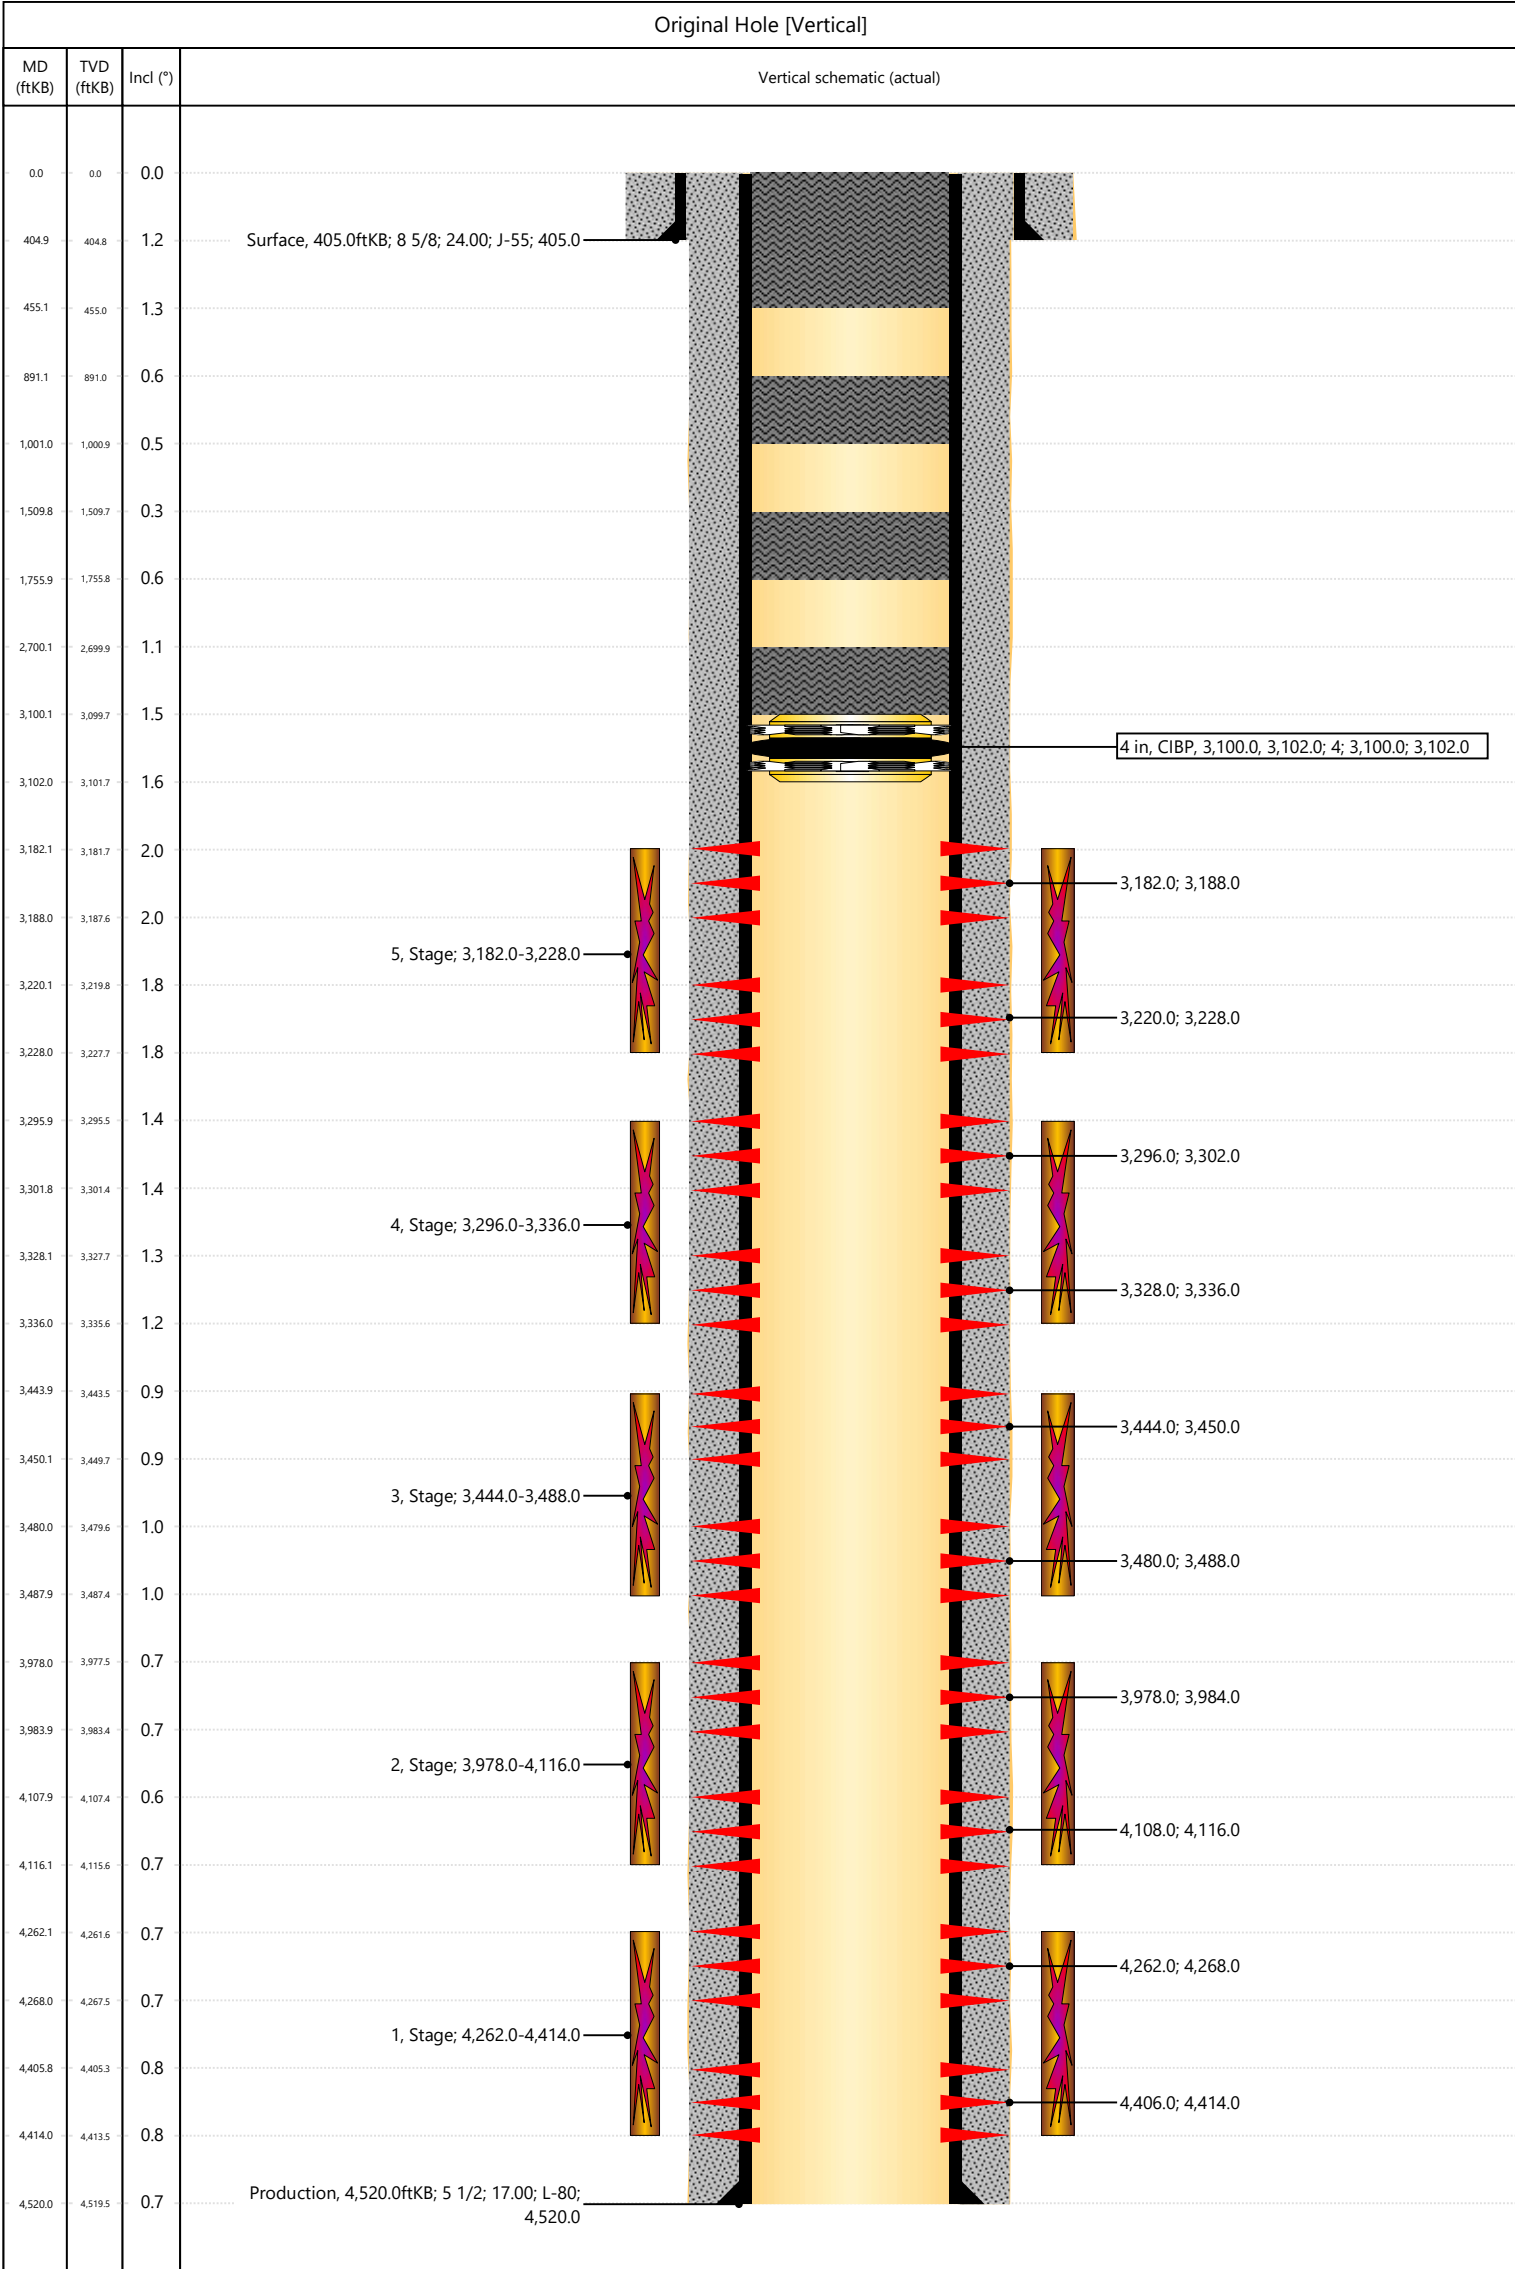 Original Hole [Vertical]
MD
(ftKB)
TVD
(ftKB)
Incl (°)
Vertical schematic (actual)
0.0 0.0 0.0
404.9 404.8 1.2
Surface, 405.0ftKB; 8 5/8; 24.00; J-55; 405.0
455.1 455.0 1.3
891.1 891.0 0.6
1,001.0 1,000.9 0.5
1,509.8 1,509.7 0.3
1,755.9 1,755.8 0.6
2,700.1 2,699.9 1.1
3,100.1 3,099.7 1.5
4 in, CIBP, 3,100.0, 3,102.0; 4; 3,100.0; 3,102.0
3,102.0 3,101.7 1.6
3,182.1 3,181.7 2.0
3,182.0; 3,188.0
3,188.0 3,187.6 2.0
5, Stage; 3,182.0-3,228.0
3,220.1 3,219.8 1.8
3,220.0; 3,228.0
3,228.0 3,227.7 1.8
3,295.9 3,295.5 1.4
3,296.0; 3,302.0
3,301.8 3,301.4 1.4
4, Stage; 3,296.0-3,336.0
3,328.1 3,327.7 1.3
3,328.0; 3,336.0
3,336.0 3,335.6 1.2
3,443.9 3,443.5 0.9
3,444.0; 3,450.0
3,450.1 3,449.7 0.9
3, Stage; 3,444.0-3,488.0
3,480.0 3,479.6 1.0
3,480.0; 3,488.0
3,487.9 3,487.4 1.0
3,978.0 3,977.5 0.7
3,978.0; 3,984.0
3,983.9 3,983.4 0.7
2, Stage; 3,978.0-4,116.0
4,107.9 4,107.4 0.6
4,108.0; 4,116.0
4,116.1 4,115.6 0.7
4,262.1 4,261.6 0.7
4,262.0; 4,268.0
4,268.0 4,267.5 0.7
1, Stage; 4,262.0-4,414.0
4,405.8 4,405.3 0.8
4,406.0; 4,414.0
4,414.0 4,413.5 0.8
4,520.0 4,519.5 0.7
Production, 4,520.0ftKB; 5 1/2; 17.00; L-80;
4,520.0